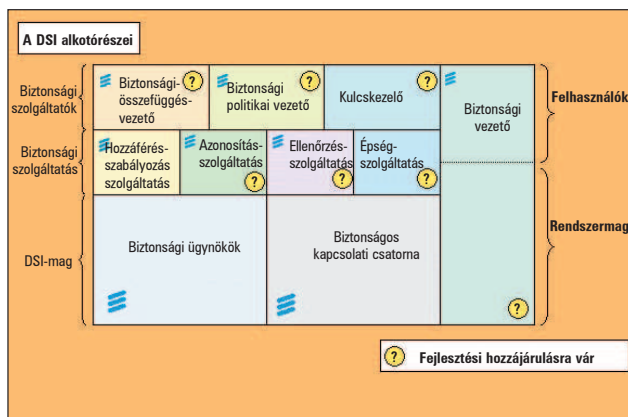 A DSI alkotórészei
Biztonsági
szolgáltatók
Biztonsági-
összefüggés-
vezető
?
Biztonsági
politikai vezető
?
Kulcskezelő
?
Biztonsági
vezető
?
Felhasználók
Biztonsági
szolgáltatás
Hozzáférés-
szabályozás
szolgáltatás
Azonosítás-
szolgáltatás
?
Ellenőrzés-
szolgáltatás
?
Épség-
szolgáltatás
?
DSI-mag
Biztonsági ügynökök
Biztonságos
kapcsolati csatorna
Rendszermag
? Fejlesztési hozzájárulásra vár